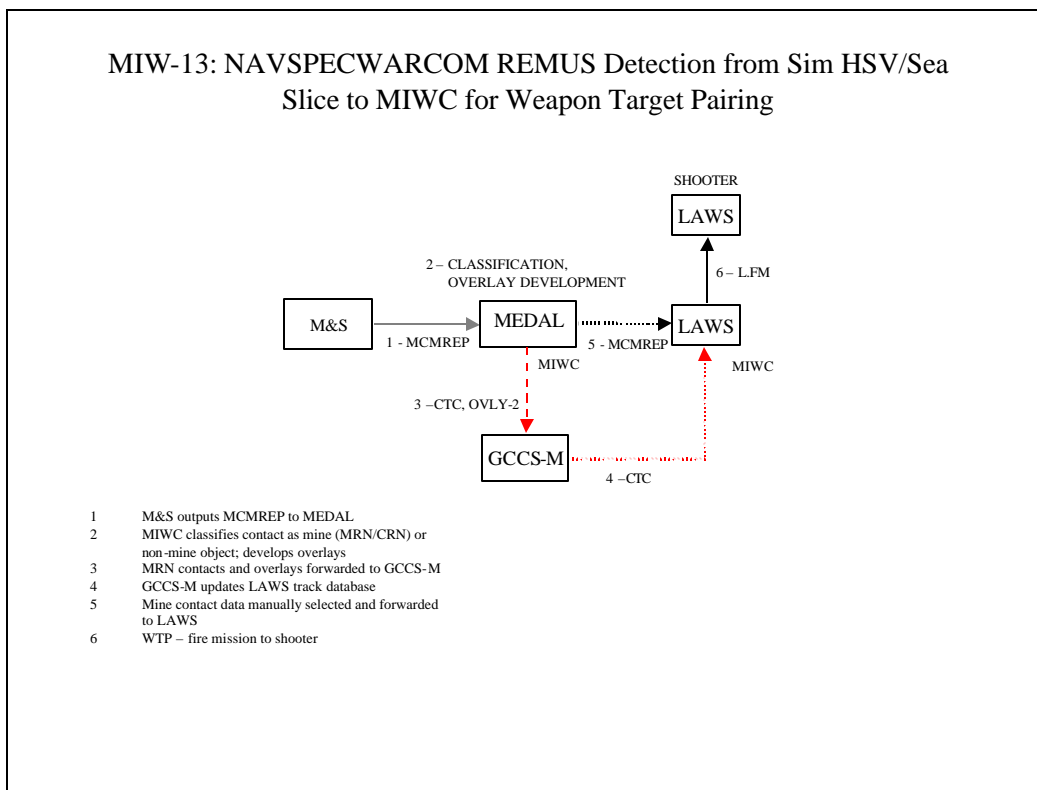 MIW-13: NAVSPECWARCOM REMUS Detection from Sim HSV/Sea
Slice to MIWC for Weapon Target Pairing
SHOOTER
LAWS
6 – L.FM
2 – CLASSIFICATION,
OVERLAY DEVELOPMENT
M&S
1 - MCMREP
MEDAL
5 - MCMREP
LAWS
MIWC
MIWC
3 –CTC, OVLY-2
GCCS-M
4 –CTC
1 M&S outputs MCMREP to MEDAL
2 MIWC classifies contact as mine (MRN/CRN) or
non-mine object; develops overlays
3 MRN contacts and overlays forwarded to GCCS-M
4 GCCS-M updates LAWS track database
5 Mine contact data manually selected and forwarded
to LAWS
6 WTP – fire mission to shooter